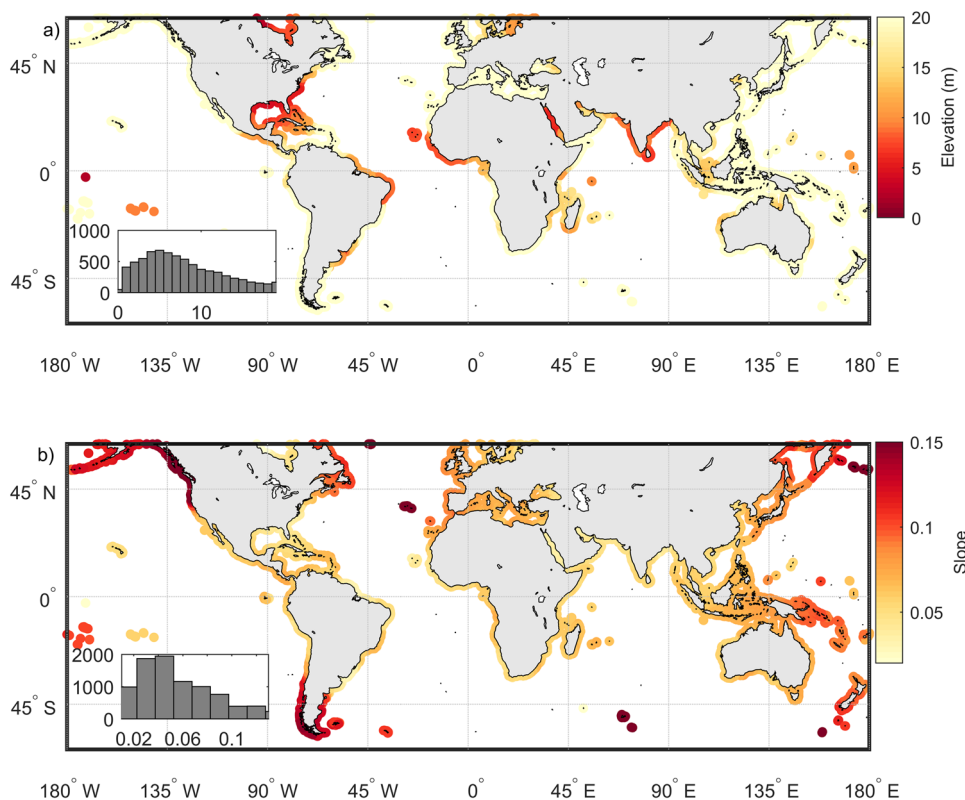 a)
20
45° N
15
0°
10
Elevation (m)
1000
5
45° S
500
0
0
0 10
180° W 135° W 90° W 45° W 0° 45° E 90° E 135° E 180° E
b)
0.15
45° N
0.1
0°
Slope
0.05
2000
45° S
1000
0
0.02 0.06 0.1
180° W 135° W 90° W 45° W 0° 45° E 90° E 135° E 180° E